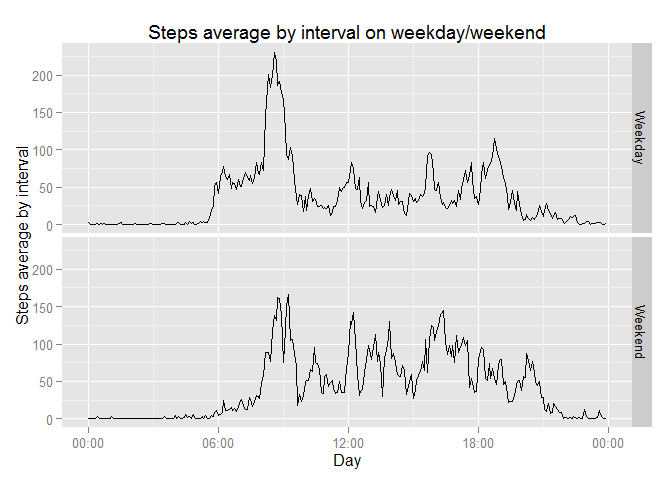 Steps average by interval on weekday/weekend
Steps average by interval
200
150
100
50
0
Weekday
200
150
100
50
0
Weekend
00:00 06:00 12:00 18:00 00:00
Day